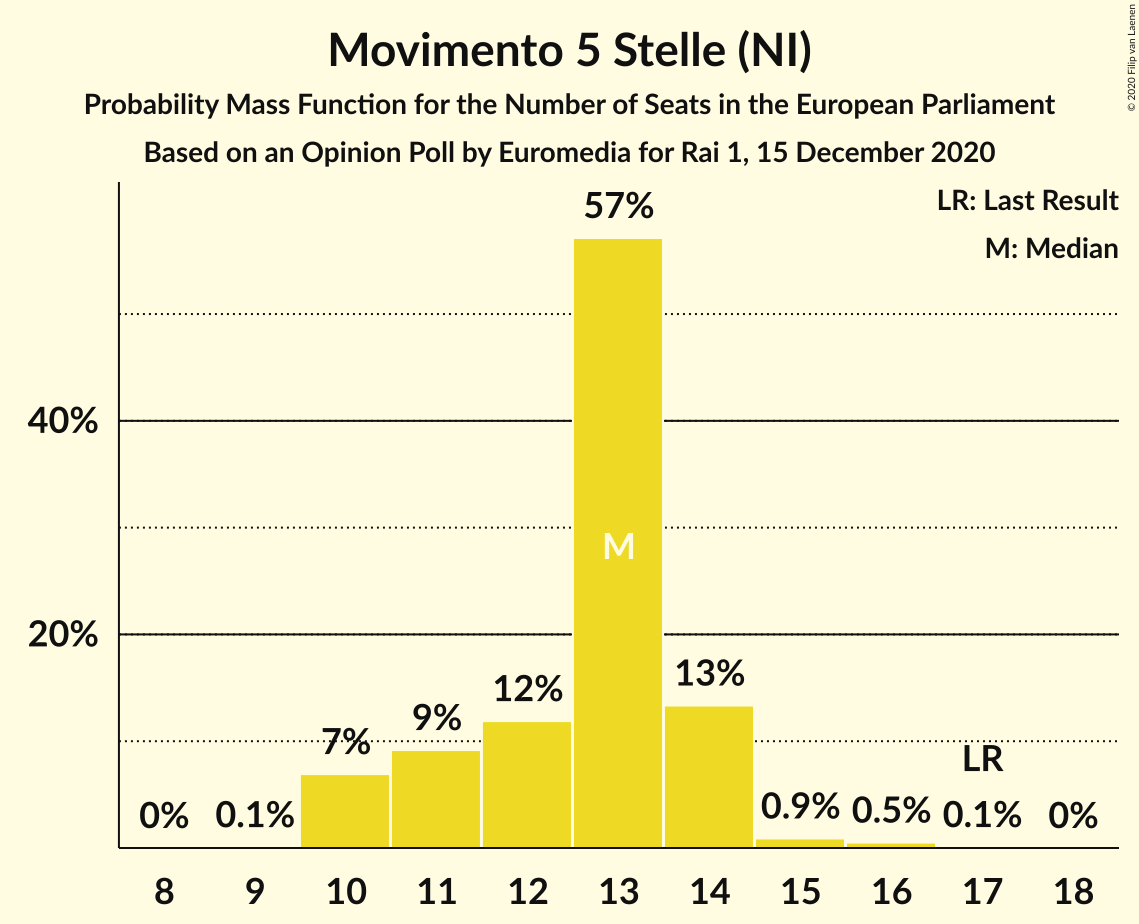 Movimento 5 Stelle (NI)
Probability Mass Function for the Number of Seats in the European Parliament
Based on an Opinion Poll by Euromedia for Rai 1, 15 December 2020
© 2020 Filip van Laenen
LR: Last Result
M: Median
57%
40%
M
20%
13%
12%
9%
7%
LR
0% 0.1% 0.9% 0.5% 0.1% 0%
8 9 10 11 12 13 14 15 16 17 18